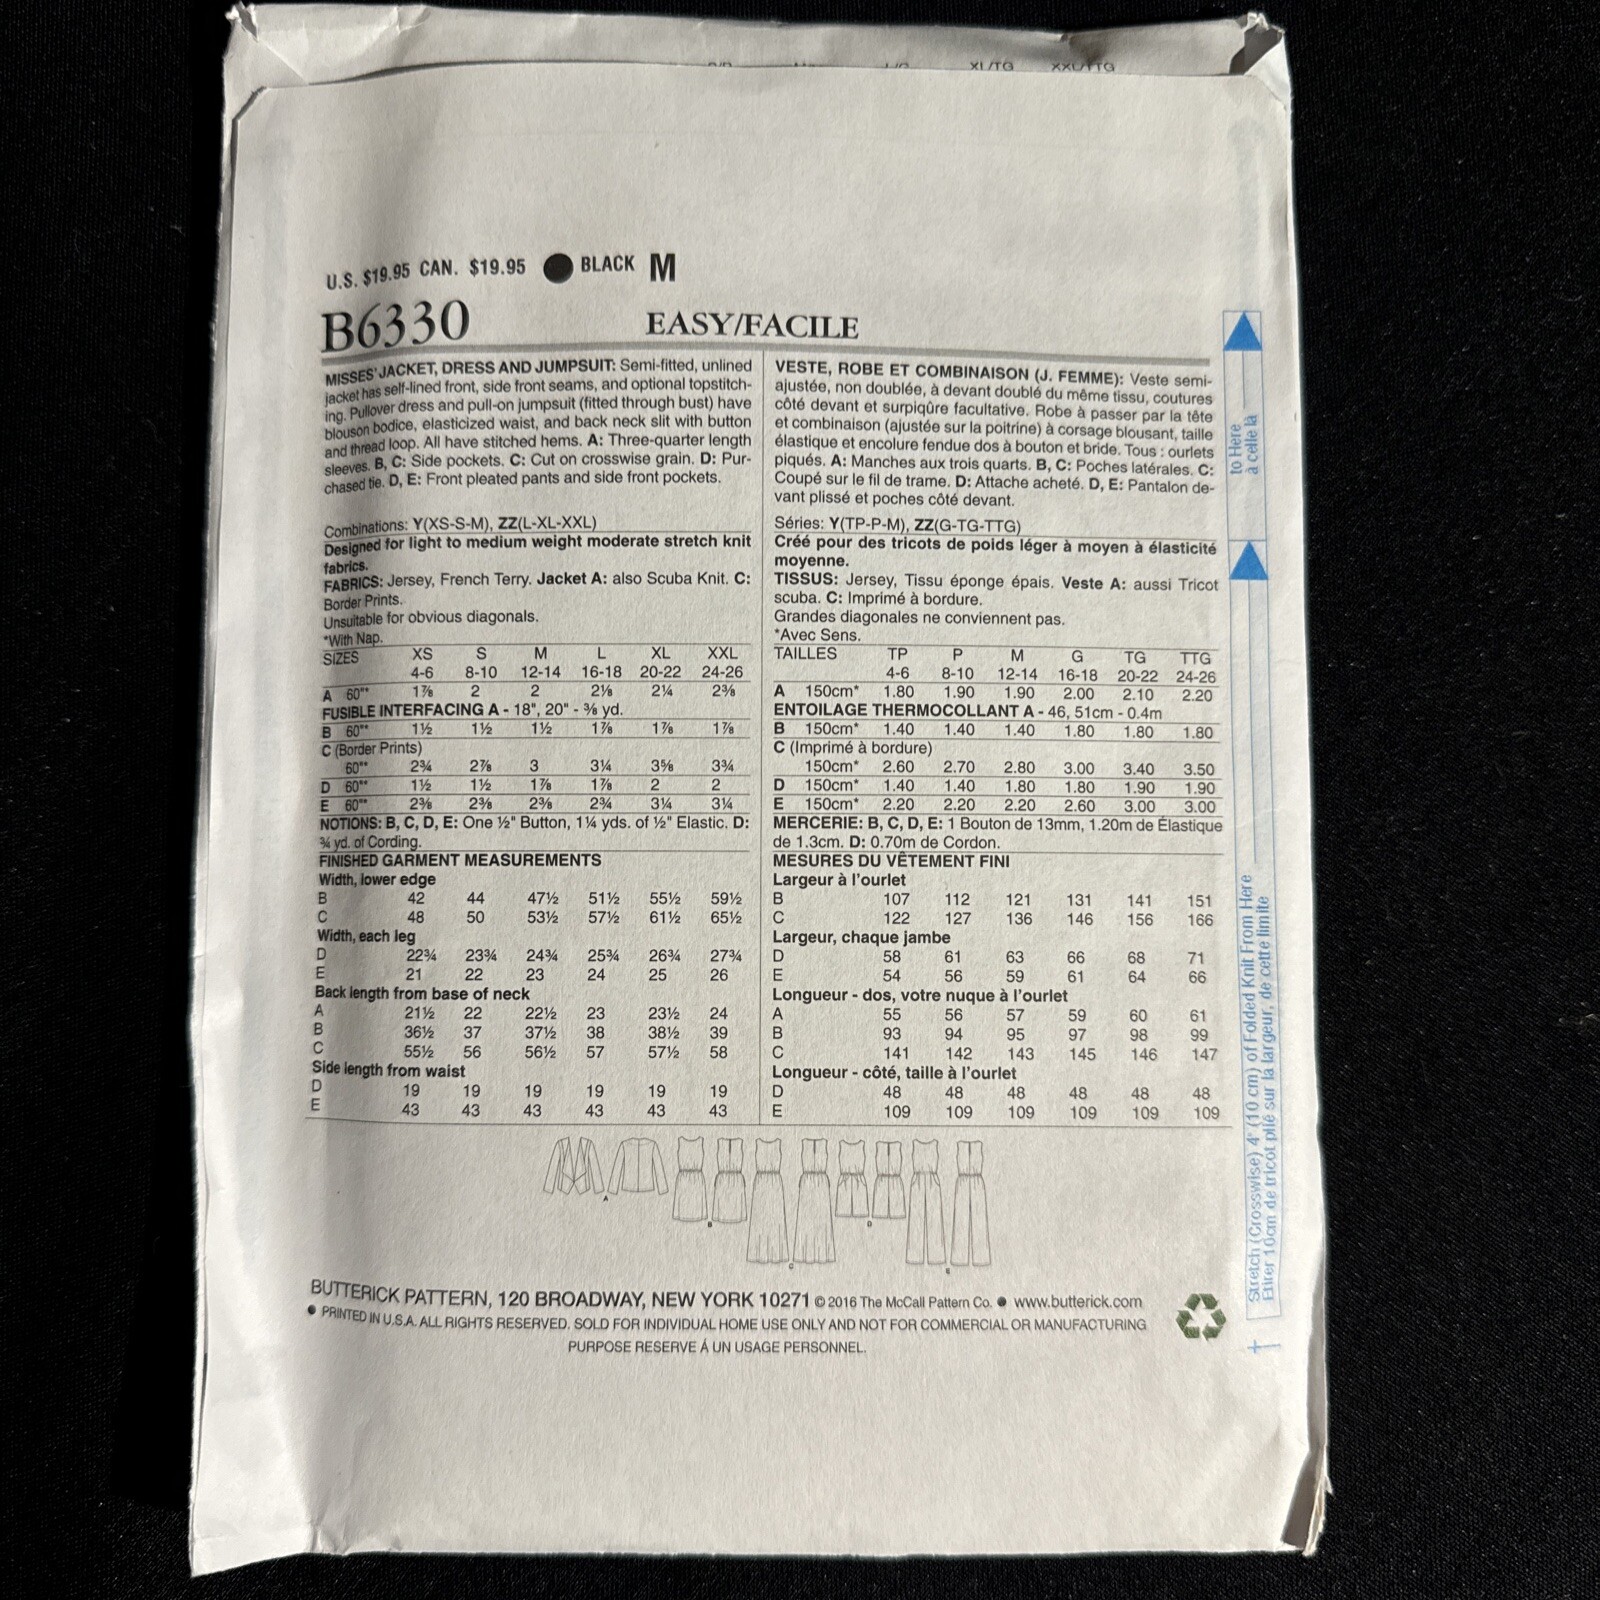 XL/TG XXL/TTG
U.S. $19.95 CAN. $19.95 ● BLACK M
B6330 EASY/FACILE
MISSES' JACKET, DRESS AND JUMPSUIT: Semi-fitted, unlined
jacket has self-lined front, side front seams, and optional topstitch-
ing. Pullover dress and pull-on jumpsuit (fitted through bust) have
blouson bodice, elasticized waist, and back neck slit with button
and thread loop. All have stitched hems. A: Three-quarter length
sleeves. B, C: Side pockets. C: Cut on crosswise grain. D: Pur-
chased tie. D, E: Front pleated pants and side front pockets.
Combinations: Y(XS-S-M), ZZ(L-XL-XXL)
Designed for light to medium weight moderate stretch knit
fabrics.
FABRICS: Jersey, French Terry. Jacket A: also Scuba Knit. C:
Border Prints.
Unsuitable for obvious diagonals.
*With Nap.
SIZES XS S M L XL XXL
4-6 8-10 12-14 16-18 20-22 24-26
A 60"* 1⅞ 2 2 2⅛ 2¼ 2⅜
FUSIBLE INTERFACING A - 18", 20" - ⅜ yd.
B 60"* 1½ 1½ 1½ 1⅞ 1⅞ 1⅞
C (Border Prints)
60"* 2¾ 2⅞ 3 3¼ 3⅝ 3¾
D 60"* 1½ 1½ 1⅞ 1⅞ 2 2
E 60"* 2⅜ 2⅜ 2⅜ 2¾ 3¼ 3¼
NOTIONS: B, C, D, E: One ½" Button, 1¼ yds. of ½" Elastic. D:
¾ yd. of Cording.
FINISHED GARMENT MEASUREMENTS
Width, lower edge
B 42 44 47½ 51½ 55½ 59½
C 48 50 53½ 57½ 61½ 65½
Width, each leg
D 22¾ 23¾ 24¾ 25¾ 26¾ 27¾
E 21 22 23 24 25 26
Back length from base of neck
A 21½ 22 22½ 23 23½ 24
B 36½ 37 37½ 38 38½ 39
C 55½ 56 56½ 57 57½ 58
Side length from waist
D 19 19 19 19 19 19
E 43 43 43 43 43 43
VESTE, ROBE ET COMBINAISON (J. FEMME): Veste semi-
ajustée, non doublée, à devant doublé du même tissu, coutures
côté devant et surpiqûre facultative. Robe à passer par la tête
et combinaison (ajustée sur la poitrine) à corsage blousant, taille
élastique et encolure fendue dos à bouton et bride. Tous : ourlets
piqués. A: Manches aux trois quarts. B, C: Poches latérales. C:
Coupé sur le fil de trame. D: Attache acheté. D, E: Pantalon de-
vant plissé et poches côté devant.
Séries: Y(TP-P-M), ZZ(G-TG-TTG)
Créé pour des tricots de poids léger à moyen à élasticité
moyenne.
TISSUS: Jersey, Tissu éponge épais. Veste A: aussi Tricot
scuba. C: Imprimé à bordure.
Grandes diagonales ne conviennent pas.
*Avec Sens.
TAILLES TP P M G TG TTG
4-6 8-10 12-14 16-18 20-22 24-26
A 150cm* 1.80 1.90 1.90 2.00 2.10 2.20
ENTOILAGE THERMOCOLLANT A - 46, 51cm - 0.4m
B 150cm* 1.40 1.40 1.40 1.80 1.80 1.80
C (Imprimé à bordure)
150cm* 2.60 2.70 2.80 3.00 3.40 3.50
D 150cm* 1.40 1.40 1.80 1.80 1.90 1.90
E 150cm* 2.20 2.20 2.20 2.60 3.00 3.00
MERCERIE: B, C, D, E: 1 Bouton de 13mm, 1.20m de Élastique
de 1.3cm. D: 0.70m de Cordon.
MESURES DU VÊTEMENT FINI
Largeur à l'ourlet
B 107 112 121 131 141 151
C 122 127 136 146 156 166
Largeur, chaque jambe
D 58 61 63 66 68 71
E 54 56 59 61 64 66
Longueur - dos, votre nuque à l'ourlet
A 55 56 57 59 60 61
B 93 94 95 97 98 99
C 141 142 143 145 146 147
Longueur - côté, taille à l'ourlet
D 48 48 48 48 48 48
E 109 109 109 109 109 109
A B C D E
BUTTERICK PATTERN, 120 BROADWAY, NEW YORK 10271 © 2016 The McCall Pattern Co. ● www.butterick.com
● PRINTED IN U.S.A. ALL RIGHTS RESERVED. SOLD FOR INDIVIDUAL HOME USE ONLY AND NOT FOR COMMERCIAL OR MANUFACTURING
PURPOSE RESERVE Á UN USAGE PERSONNEL.
to Here
à celle là
Stretch (Crosswise) 4" (10 cm) of Folded Knit From Here
Etirer 10cm de tricot plié sur la largeur, de cette limite